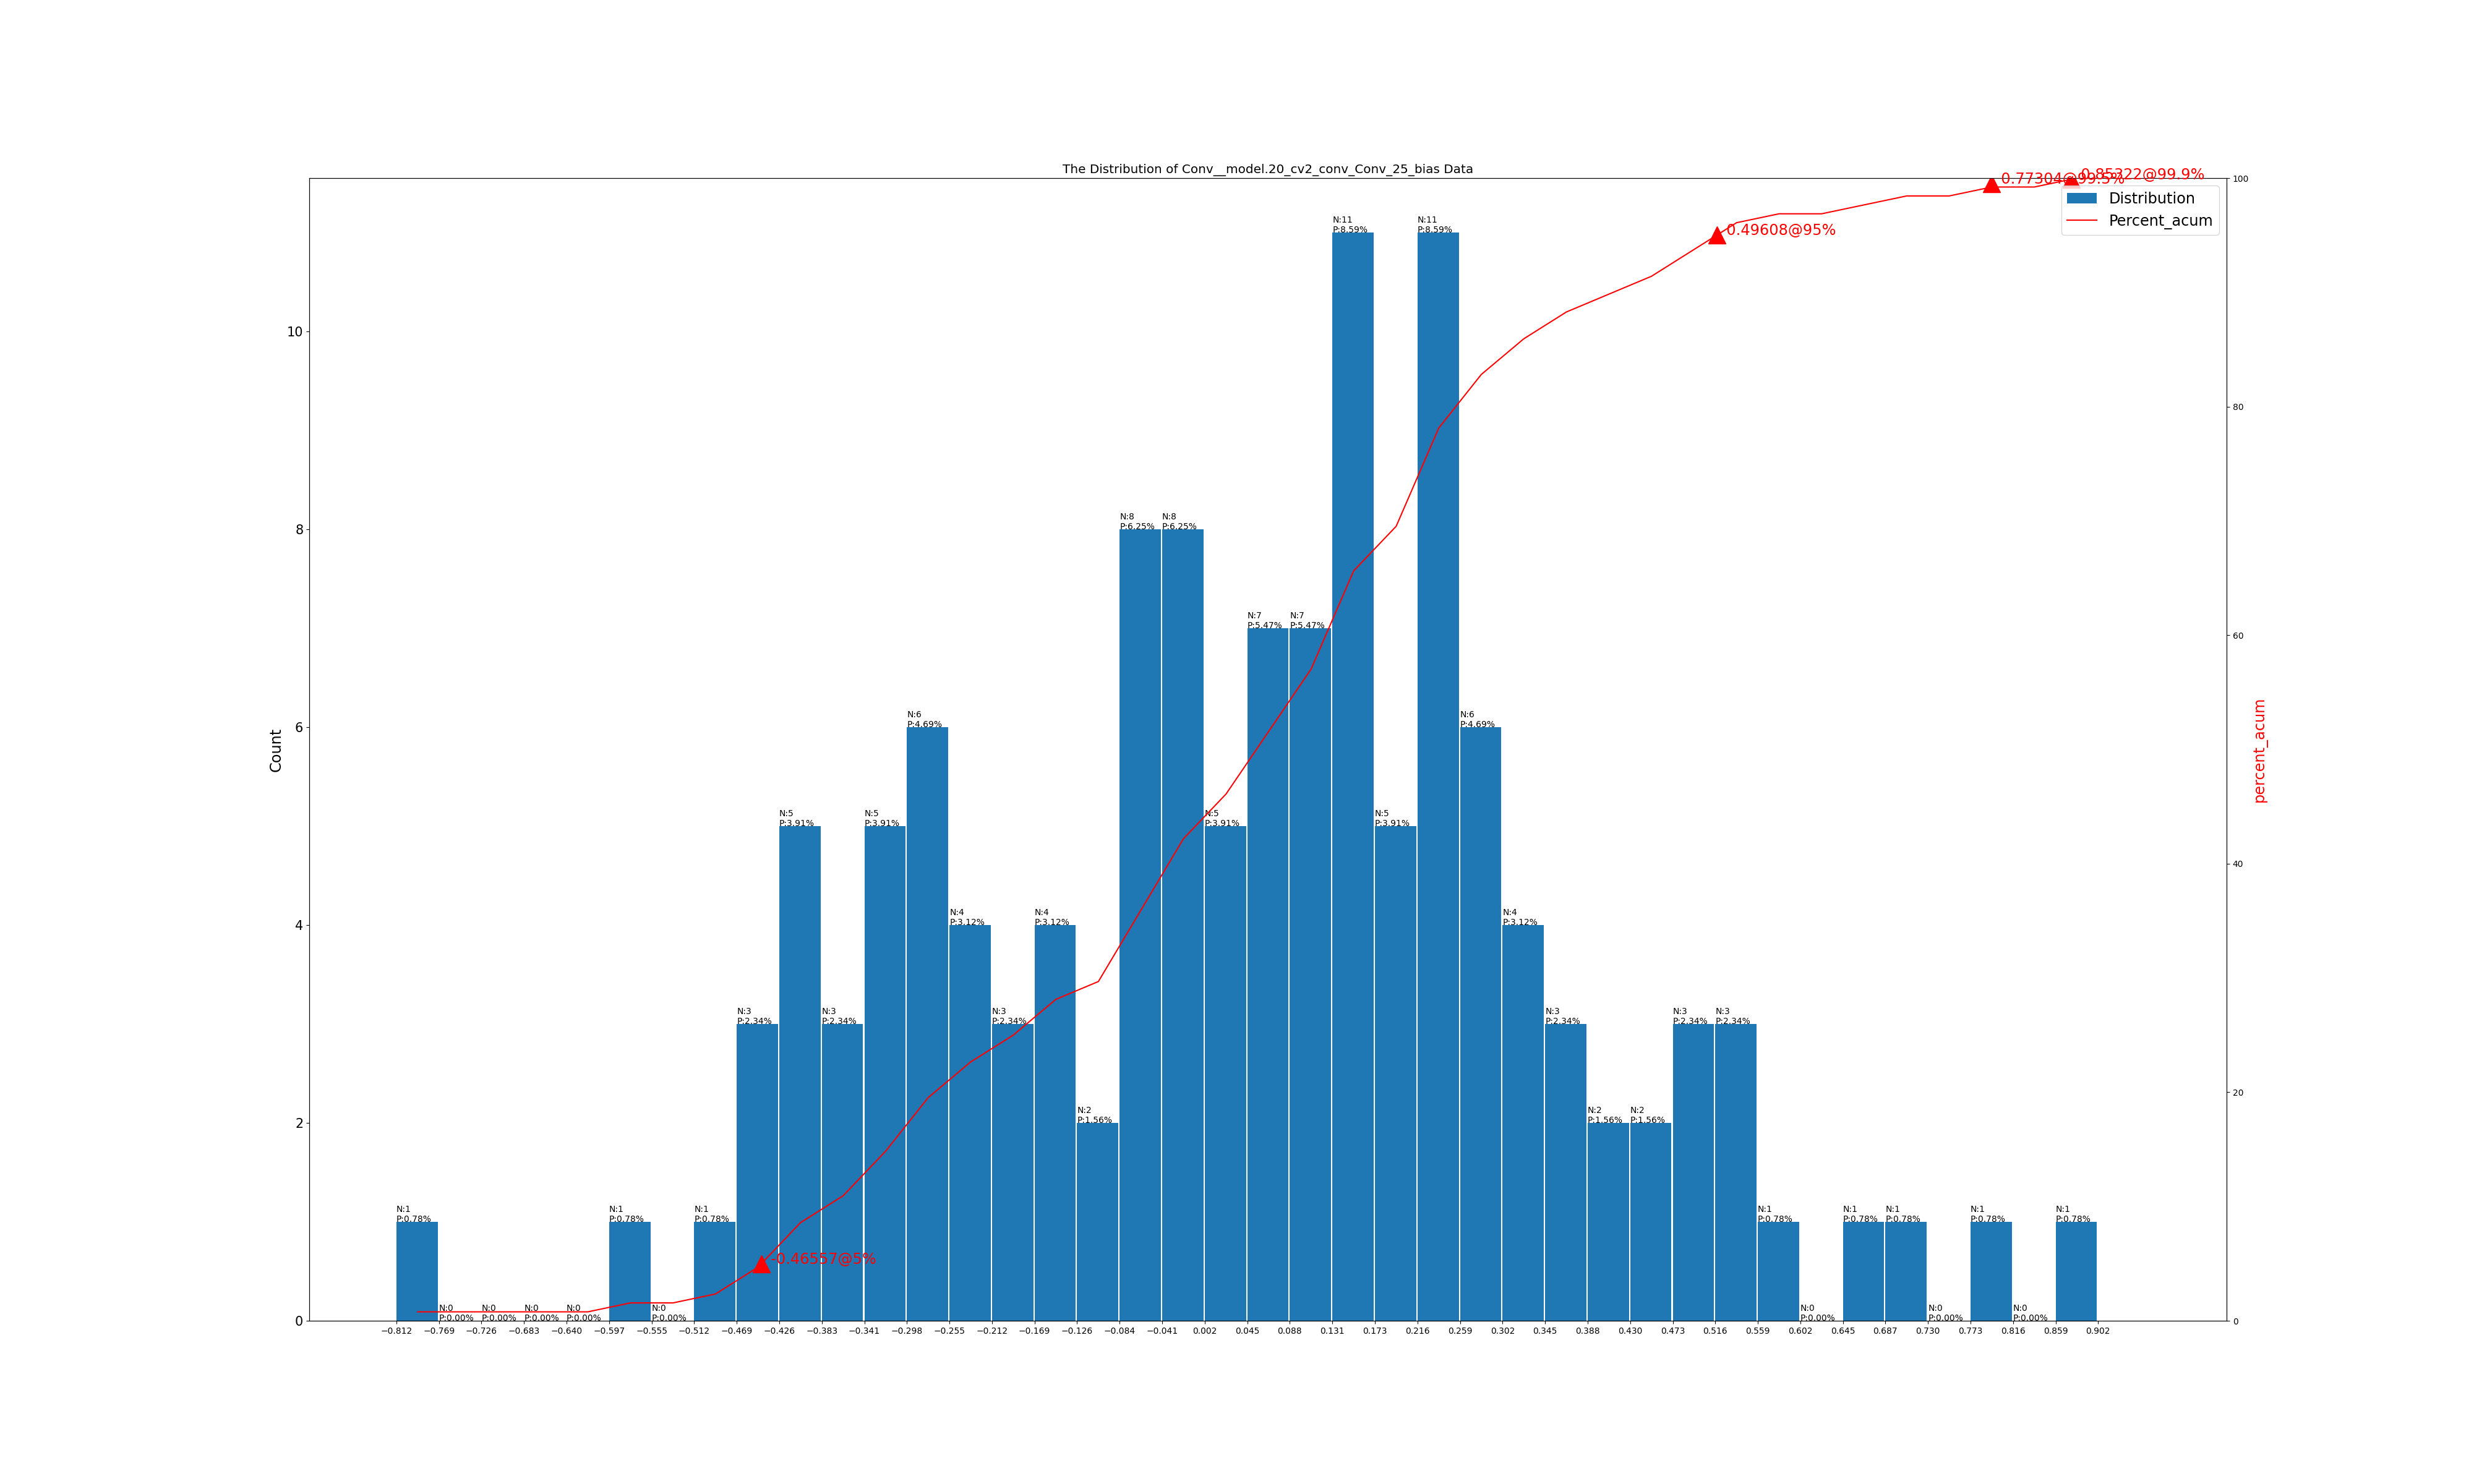 The Distribution of Conv__model.20_cv2_conv_Conv_25_bias Data
0.77304@99.5%
0.85322@99.9%
0.49608@95%
-0.46557@5%
Distribution
Percent_acum
Count
percent_acum
10
8
6
4
2
0
100
80
60
40
20
0
N:1
P:0.78%
N:0
P:0.00%
N:0
P:0.00%
N:0
P:0.00%
N:0
P:0.00%
N:1
P:0.78%
N:0
P:0.00%
N:1
P:0.78%
N:3
P:2.34%
N:5
P:3.91%
N:3
P:2.34%
N:5
P:3.91%
N:6
P:4.69%
N:4
P:3.12%
N:3
P:2.34%
N:4
P:3.12%
N:2
P:1.56%
N:8
P:6.25%
N:8
P:6.25%
N:5
P:3.91%
N:7
P:5.47%
N:7
P:5.47%
N:11
P:8.59%
N:5
P:3.91%
N:11
P:8.59%
N:6
P:4.69%
N:4
P:3.12%
N:3
P:2.34%
N:2
P:1.56%
N:2
P:1.56%
N:3
P:2.34%
N:3
P:2.34%
N:1
P:0.78%
N:0
P:0.00%
N:1
P:0.78%
N:1
P:0.78%
N:0
P:0.00%
N:1
P:0.78%
N:0
P:0.00%
N:1
P:0.78%
−0.812 −0.769 −0.726 −0.683 −0.640 −0.597 −0.555 −0.512 −0.469 −0.426 −0.383 −0.341 −0.298 −0.255 −0.212 −0.169 −0.126 −0.084 −0.041 0.002 0.045 0.088 0.131 0.173 0.216 0.259 0.302 0.345 0.388 0.430 0.473 0.516 0.559 0.602 0.645 0.687 0.730 0.773 0.816 0.859 0.902